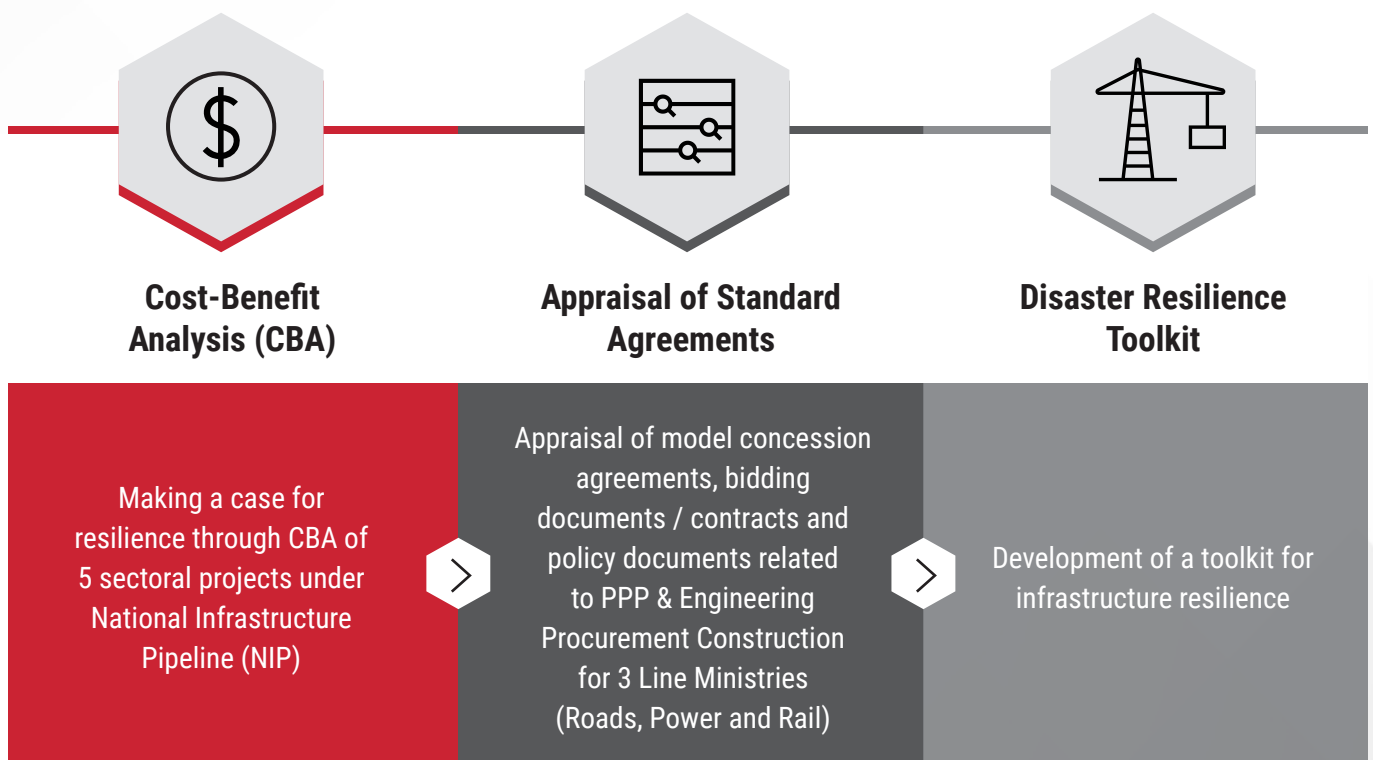 $
Cost-Benefit
Analysis (CBA)
Appraisal of Standard
Agreements
Disaster Resilience
Toolkit
Making a case for
resilience through CBA of
5 sectoral projects under
National Infrastructure
Pipeline (NIP)
Appraisal of model concession
agreements, bidding
documents / contracts and
policy documents related
to PPP & Engineering
Procurement Construction
for 3 Line Ministries
(Roads, Power and Rail)
Development of a toolkit for
infrastructure resilience